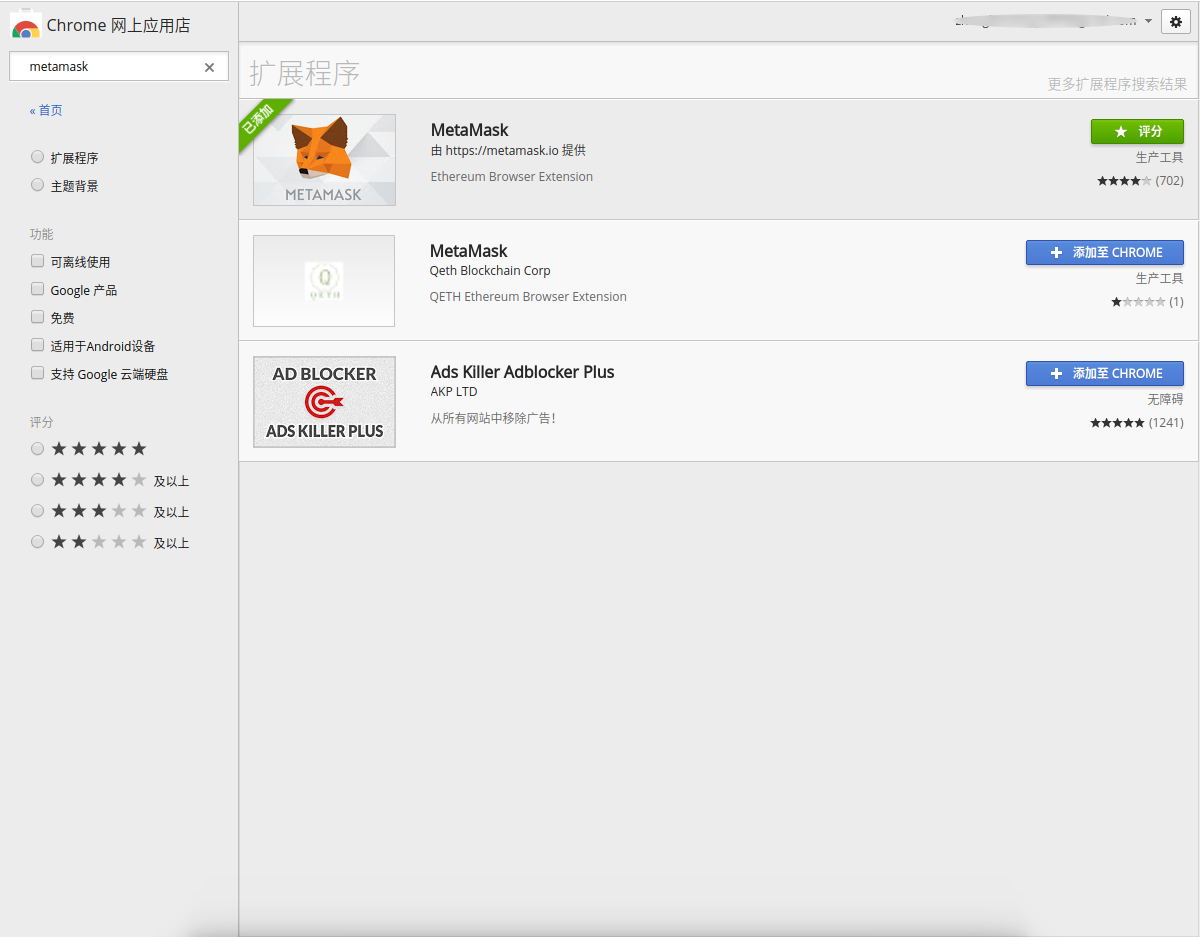 Chrome 网上应用店
metamask
« 首页
扩展程序
主题背景
功能
可离线使用
Google 产品
免费
适用于Android设备
支持 Google 云端硬盘
评分
及以上
及以上
及以上
扩展程序
更多扩展程序搜索结果
已添加
METAMASK
MetaMask
由 https://metamask.io 提供
Ethereum Browser Extension
评分
生产工具
(702)
QETH
MetaMask
Qeth Blockchain Corp
QETH Ethereum Browser Extension
添加至 CHROME
生产工具
(1)
AD BLOCKER
ADS KILLER PLUS
Ads Killer Adblocker Plus
AKP LTD
从所有网站中移除广告!
添加至 CHROME
无障碍
(1241)